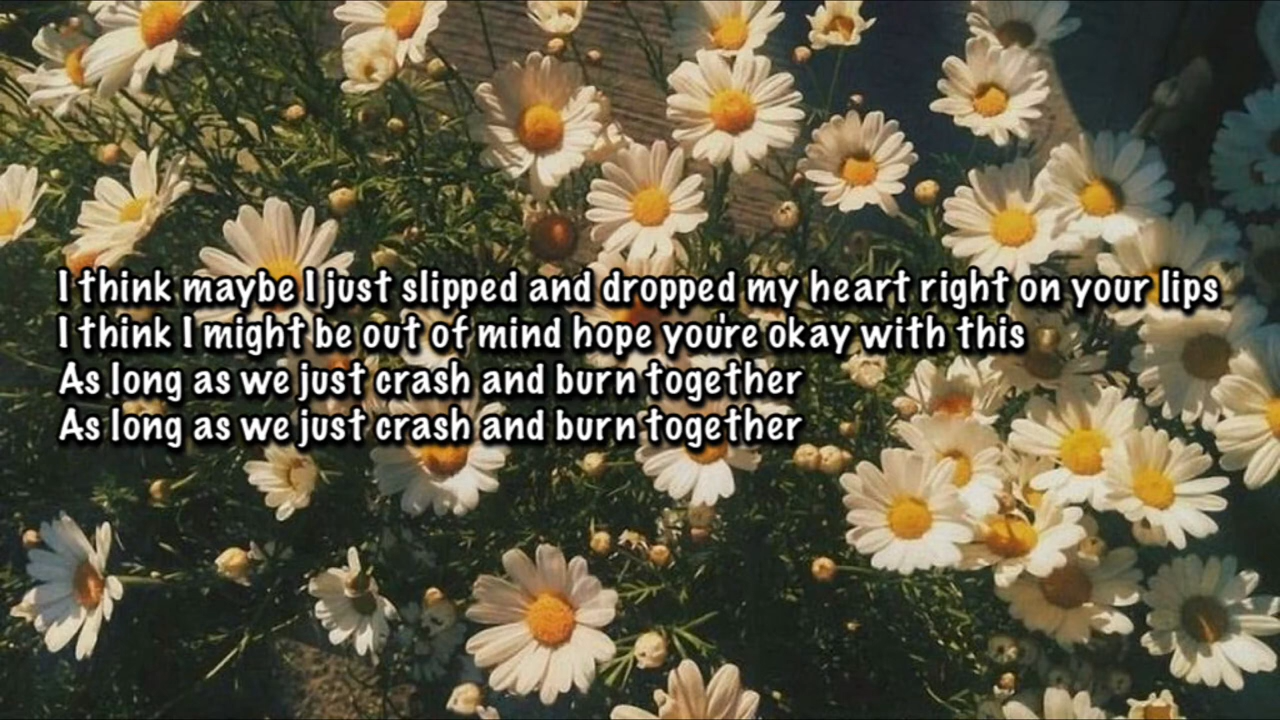 I think maybe I just slipped and dropped my heart right on your lips
I think I might be out of mind hope you're okay with this
As long as we just crash and burn together
As long as we just crash and burn together